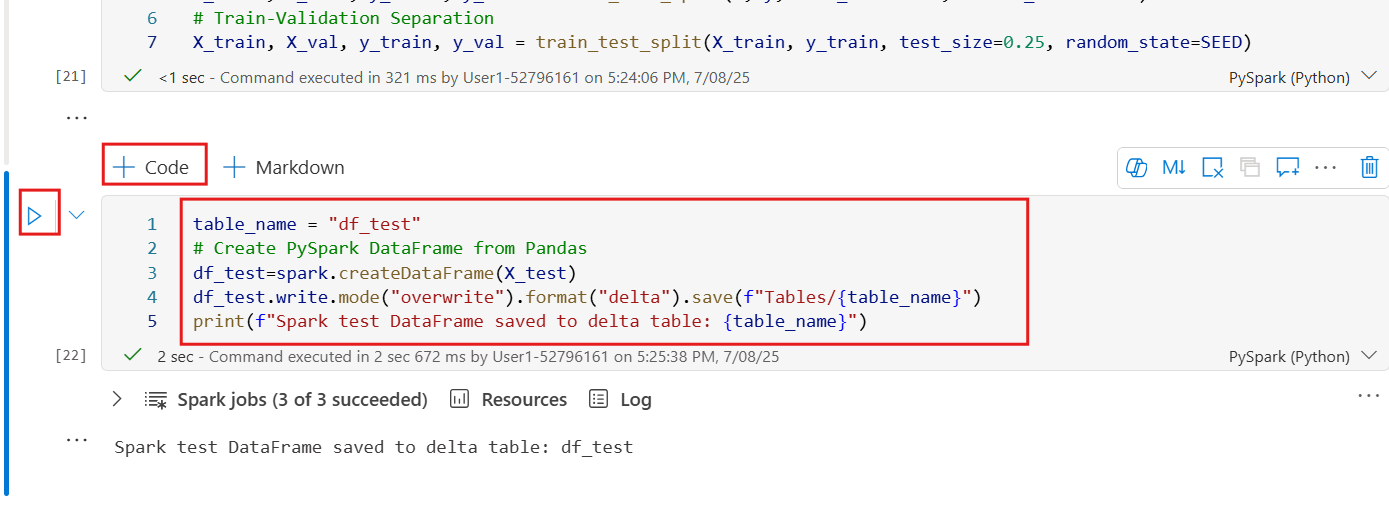 6 # Train-Validation Separation
7 X_train, X_val, y_train, y_val = train_test_split(X_train, y_train, test_size=0.25, random_state=SEED)
[21] <1 sec - Command executed in 321 ms by User1-52796161 on 5:24:06 PM, 7/08/25 PySpark (Python)
...
+ Code + Markdown M↓ ...
1 table_name = "df_test"
2 # Create PySpark DataFrame from Pandas
3 df_test=spark.createDataFrame(X_test)
4 df_test.write.mode("overwrite").format("delta").save(f"Tables/{table_name}")
5 print(f"Spark test DataFrame saved to delta table: {table_name}")
[22] 2 sec - Command executed in 2 sec 672 ms by User1-52796161 on 5:25:38 PM, 7/08/25 PySpark (Python)
Spark jobs (3 of 3 succeeded) Resources Log ...
... Spark test DataFrame saved to delta table: df_test